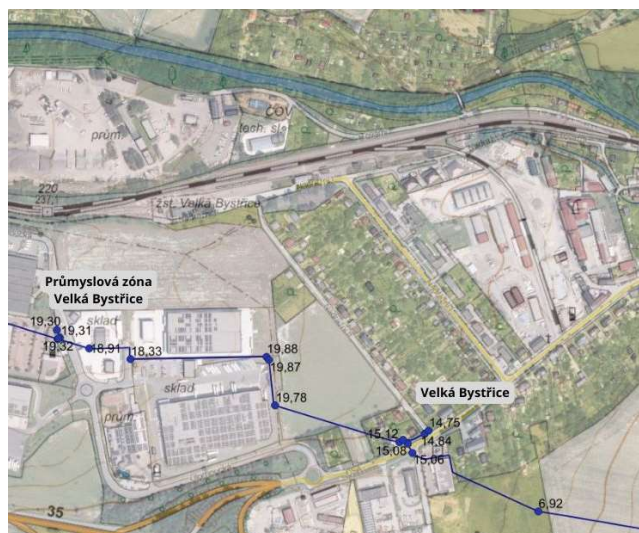 ČOV
tech. sl.
prům.
220
237,1
žst. Velká Bystřice
Průmyslová zóna
Velká Bystřice
sklad
19,30
19,31
19,32
18,91
18,33
19,88
19,87
sklad
19,78
Velká Bystřice
prům.
14,75
15,12
14,84
15,08
15,06
6,92
35